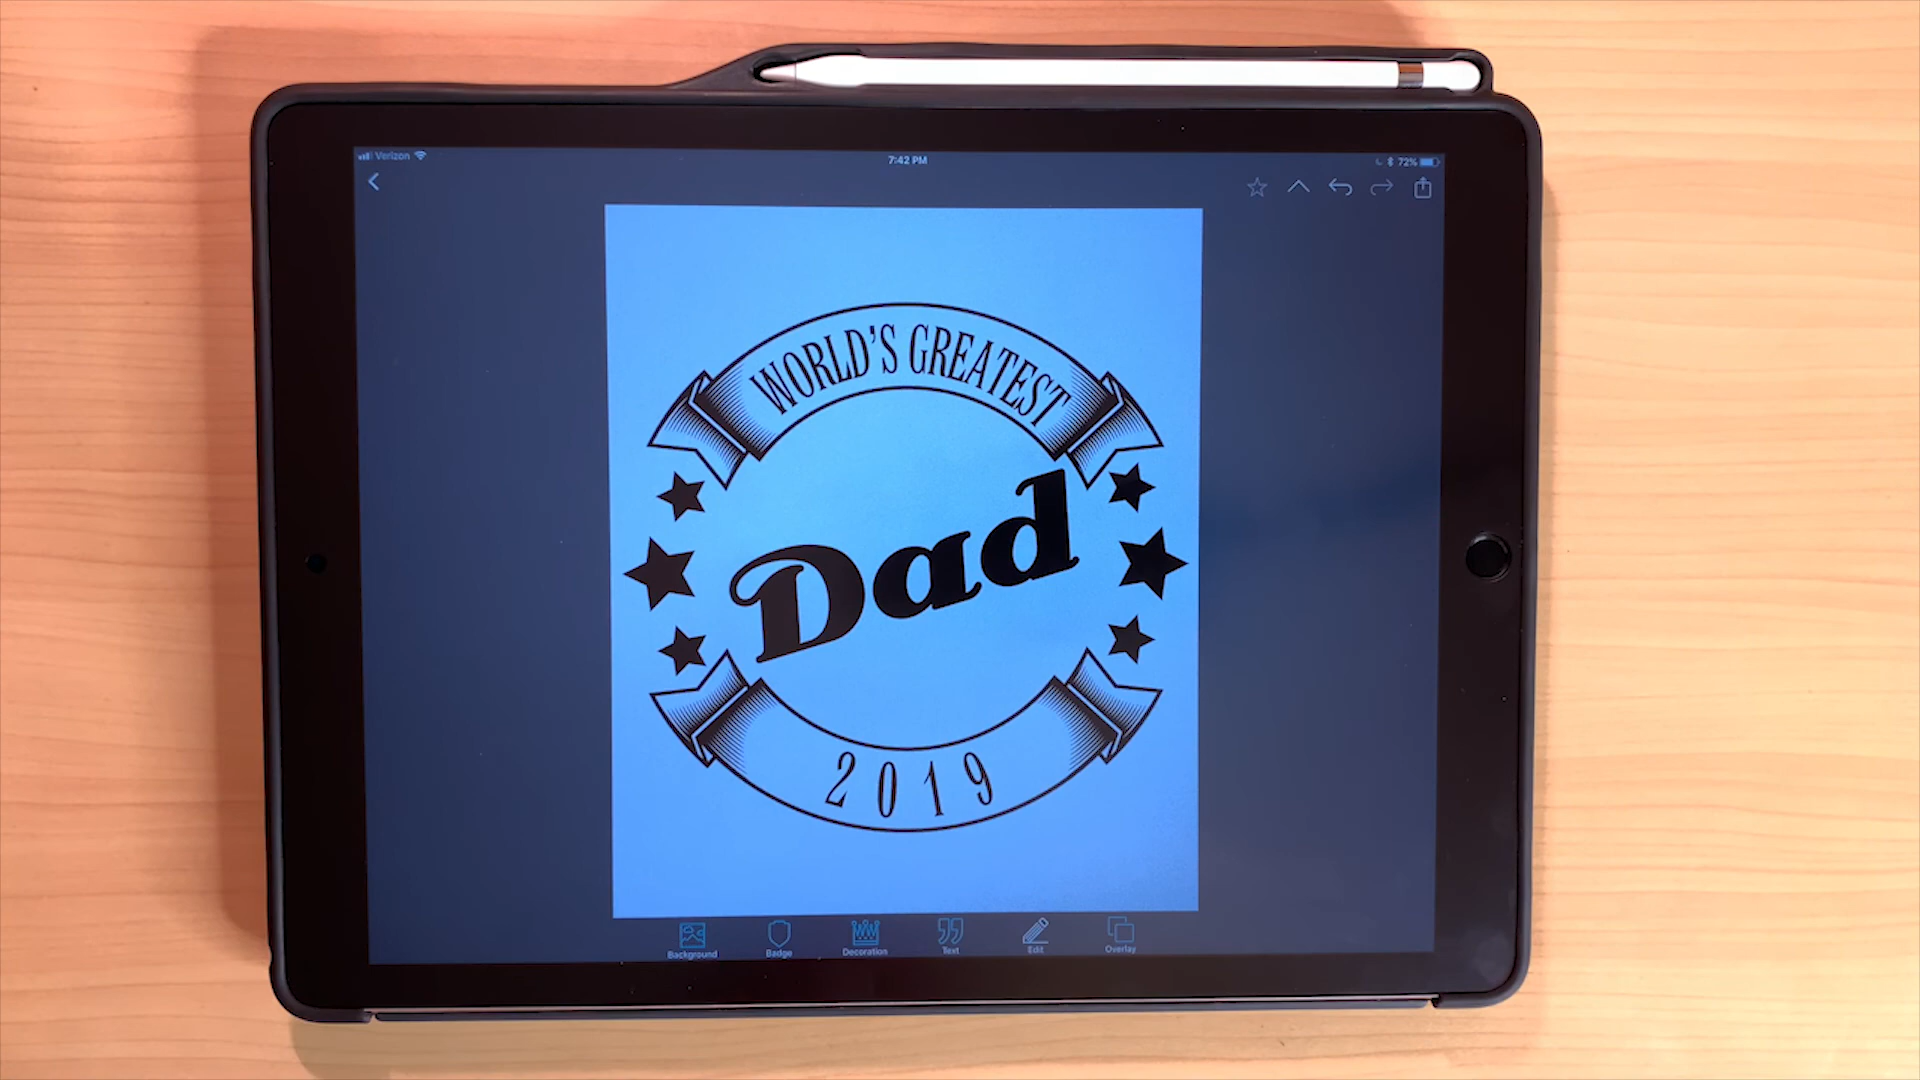 Verizon
7:42 PM
72%
WORLD'S GREATEST
Dad
2019
Background
Badge
Decoration
Text
Edit
Overlay